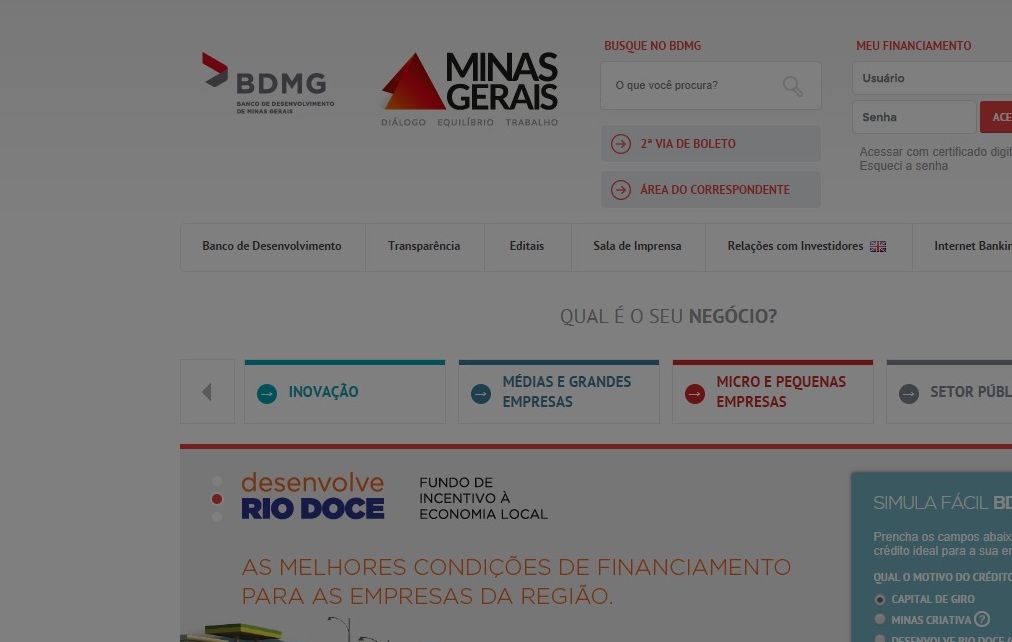 BDMG
BANCO DE DESENVOLVIMENTO
DE MINAS GERAIS
MINAS
GERAIS
DIÁLOGO EQUILÍBRIO TRABALHO
BUSQUE NO BDMG
O que você procura?
2ª VIA DE BOLETO
ÁREA DO CORRESPONDENTE
MEU FINANCIAMENTO
Usuário
Senha
ACE
Acessar com certificado digit
Esqueci a senha
Banco de Desenvolvimento Transparência Editais Sala de Imprensa Relações com Investidores Internet Bankin
QUAL É O SEU NEGÓCIO?
INOVAÇÃO
MÉDIAS E GRANDES
EMPRESAS
MICRO E PEQUENAS
EMPRESAS
SETOR PÚBL
desenvolve
RIO DOCE
FUNDO DE
INCENTIVO À
ECONOMIA LOCAL
AS MELHORES CONDIÇÕES DE FINANCIAMENTO
PARA AS EMPRESAS DA REGIÃO.
SIMULA FÁCIL BD
Prencha os campos abaix
crédito ideal para a sua em
QUAL O MOTIVO DO CRÉDITO
CAPITAL DE GIRO
MINAS CRIATIVA ?
DESENVOLVE RIO DOCE